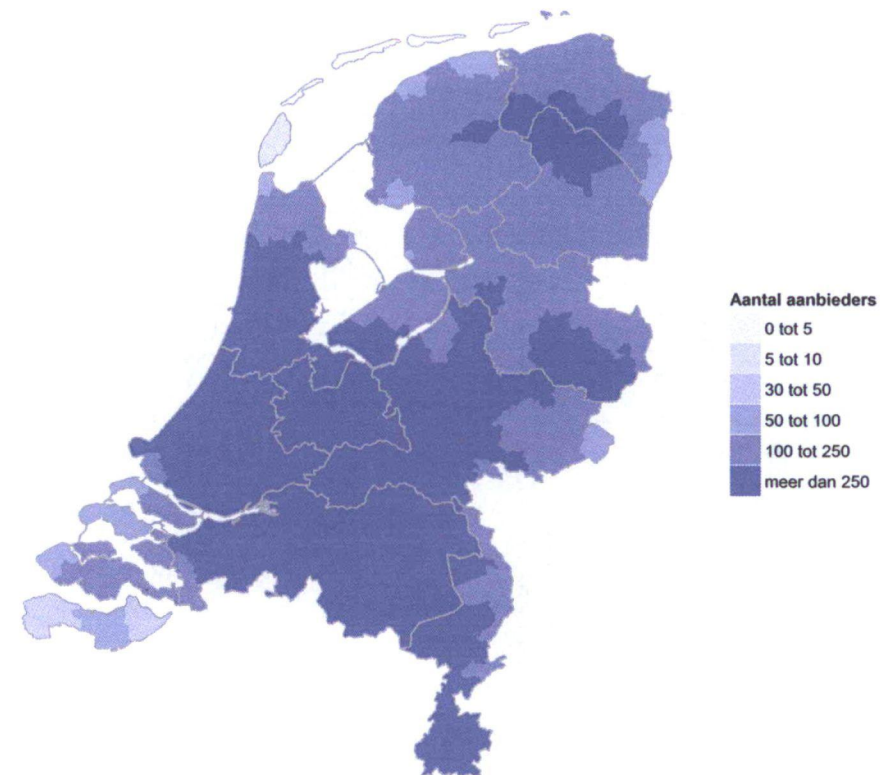 Aantal aanbieders
0 tot 5
5 tot 10
30 tot 50
50 tot 100
100 tot 250
meer dan 250